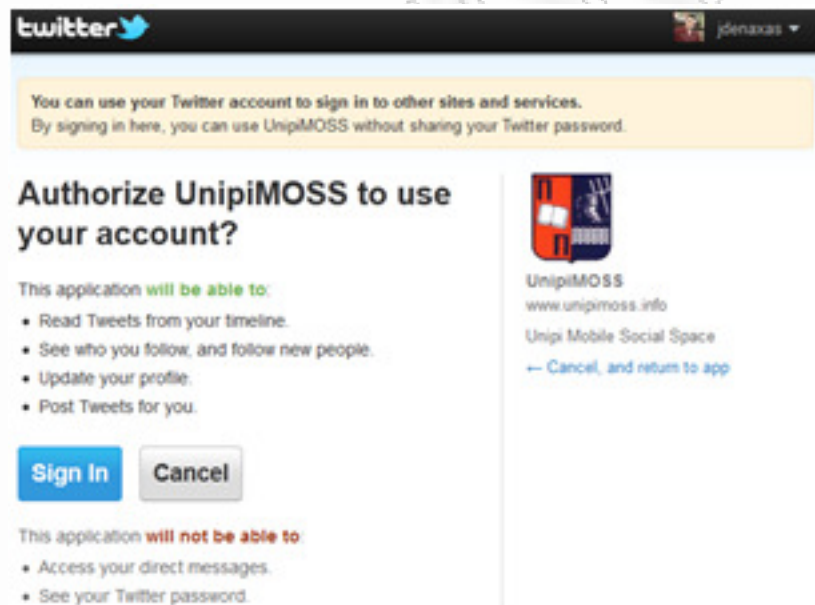 twitter
jdenaxas
You can use your Twitter account to sign in to other sites and services.
By signing in here, you can use UnipiMOSS without sharing your Twitter password.
Authorize UnipiMOSS to use
your account?
This application will be able to:
• Read Tweets from your timeline.
• See who you follow, and follow new people.
• Update your profile.
• Post Tweets for you.
Sign In
Cancel
This application will not be able to
• Access your direct messages.
• See your Twitter password.
UnipiMOSS
www.unipimoss.info
Unipi Mobile Social Space
← Cancel, and return to app